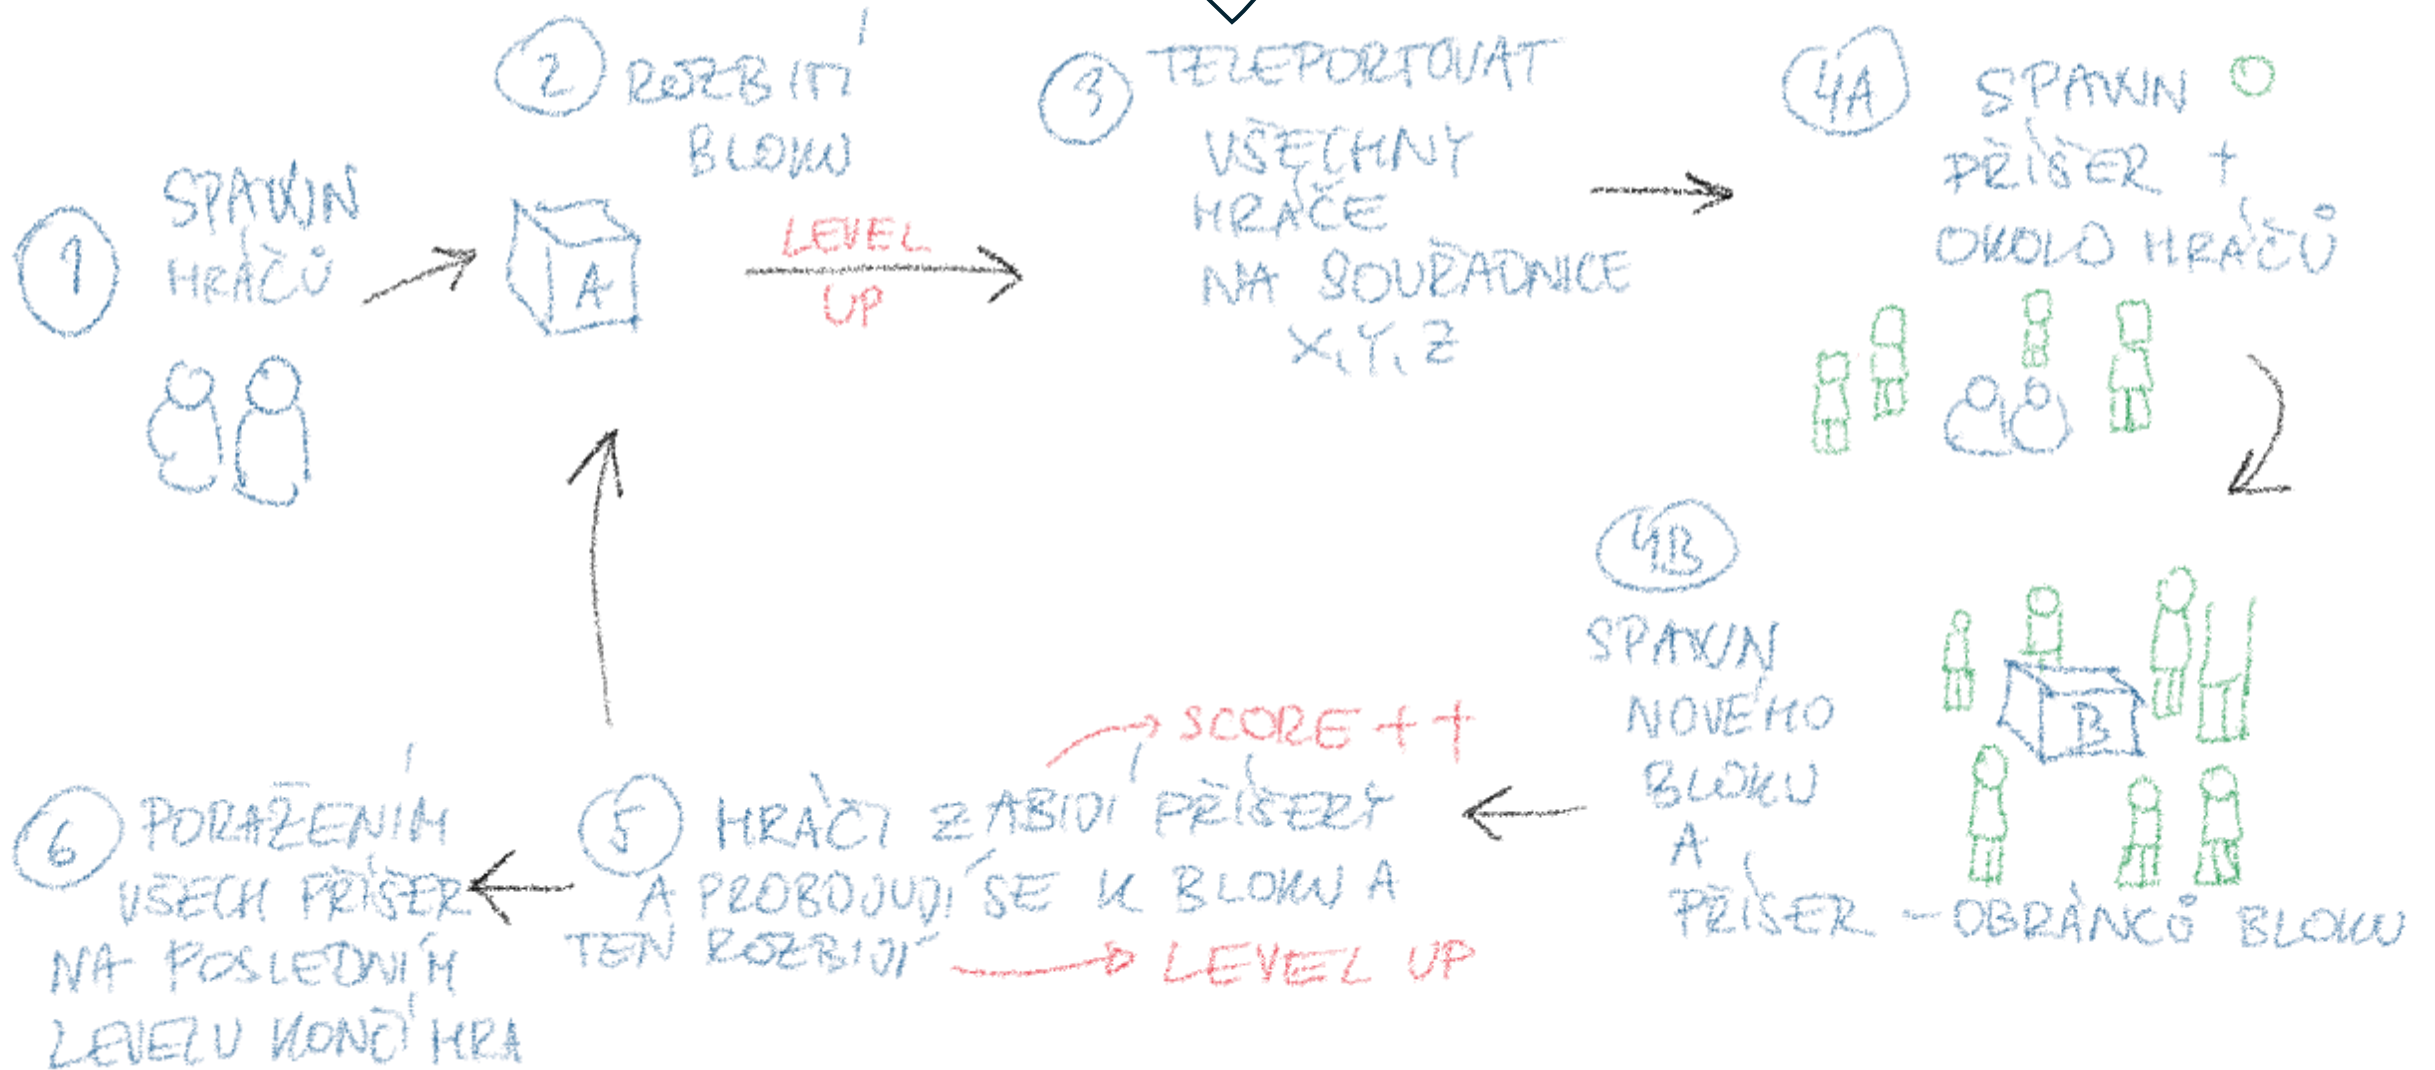 1
SPAWN
HRÁČŮ
2
ROZBITÍ
BLOKU
A
LEVEL
UP
3
TELEPORTOVAT
VŠECHNY
HRÁČE
NA SOUŘADNICE
X, Y, Z
4A
SPAWN
PŘÍŠER +
OKOLO HRÁČŮ
4B
SPAWN
NOVÉHO
BLOKU
A
PŘÍŠER - OBRÁNCŮ BLOKU
B
5
HRÁČI ZABIJÍ PŘÍŠERY
A PROBOJUJÍ SE K BLOKU A
TEN ROZBIJÍ
SCORE ++
LEVEL UP
6
PORAŽENÍM
VŠECH PŘÍŠER
NA POSLEDNÍM
LEVELU KONČÍ HRA